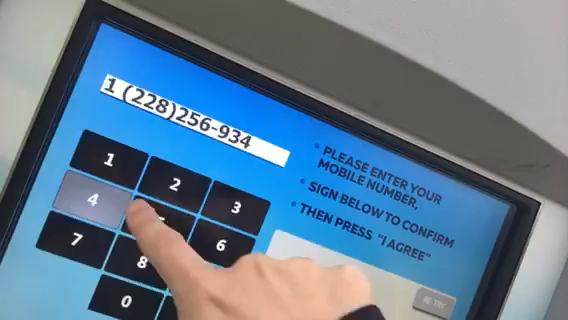 1 (228)256-934
PLEASE ENTER YOUR
MOBILE NUMBER,
SIGN BELOW TO CONFIRM
THEN PRESS "I AGREE"
1
2
3
4
6
7
8
0
RE-TRY